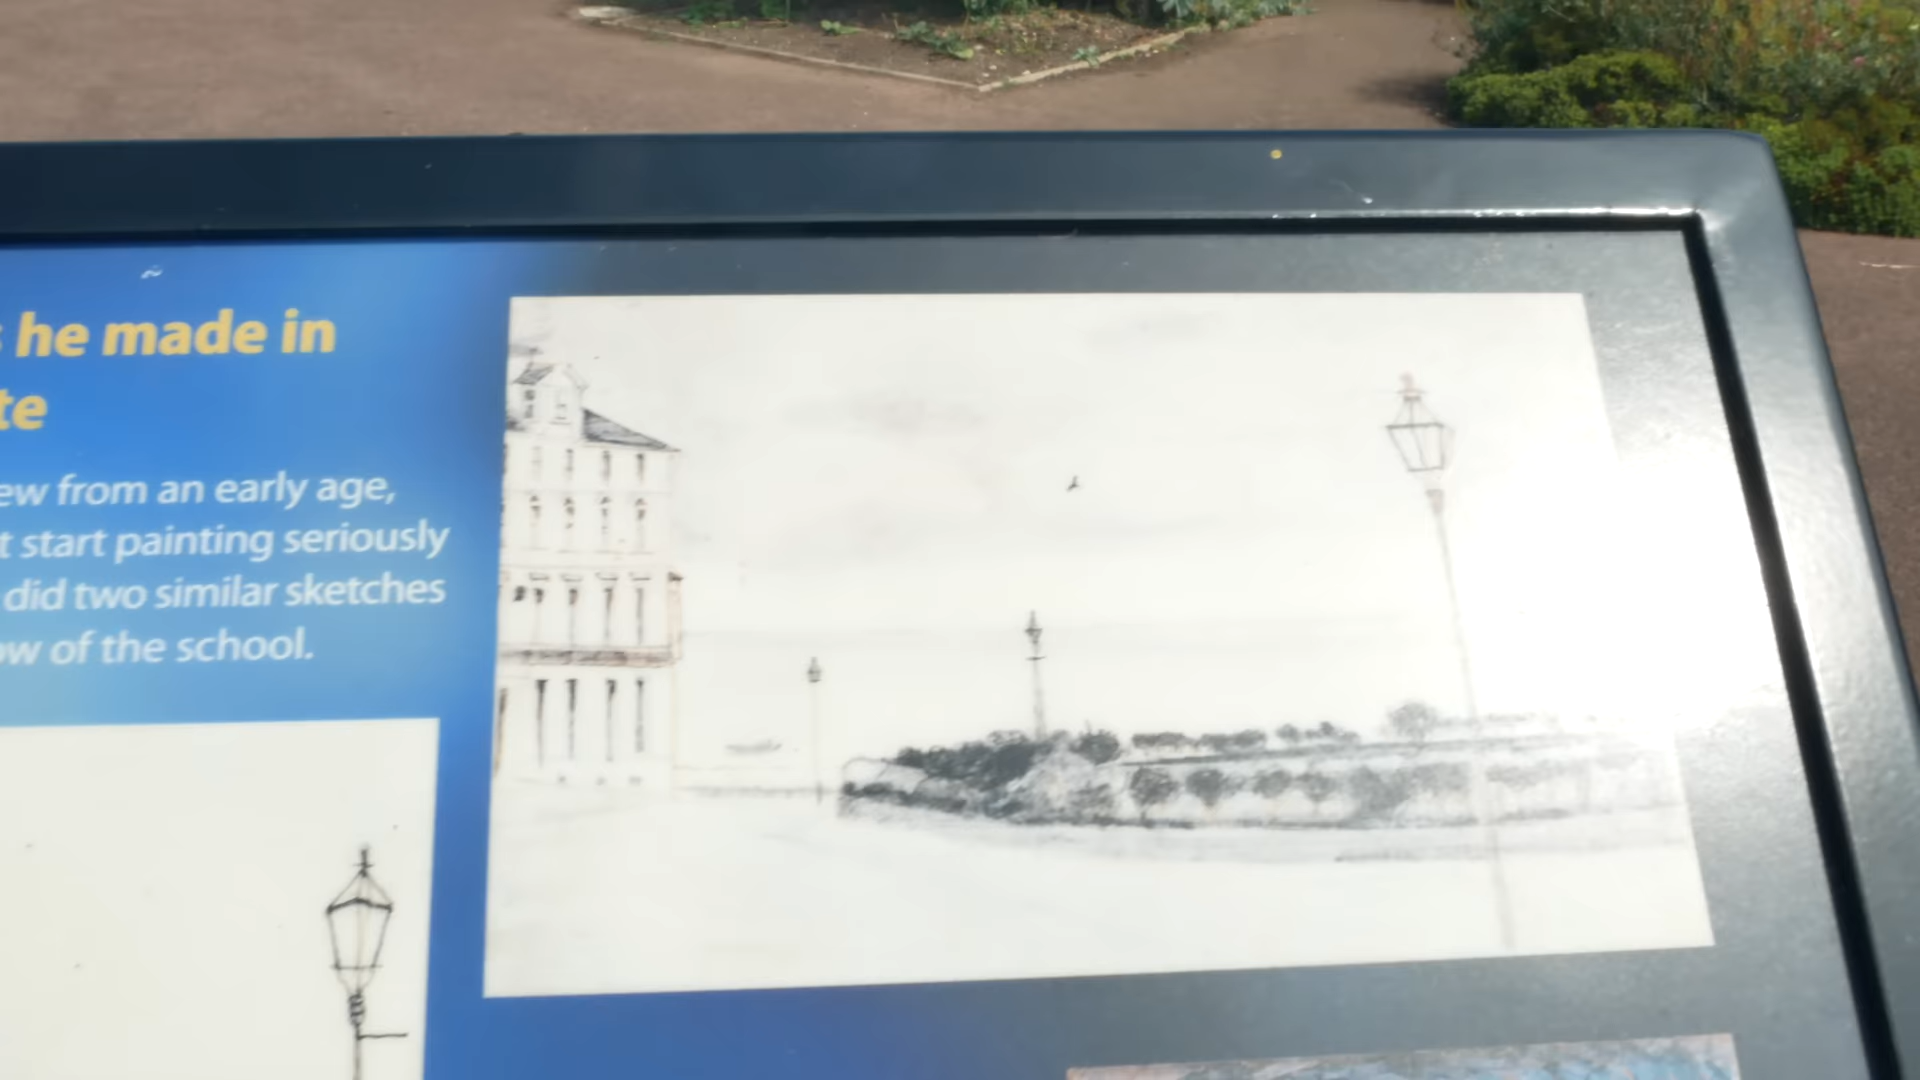 he made in
te
ew from an early age,
t start painting seriously
did two similar sketches
ow of the school.